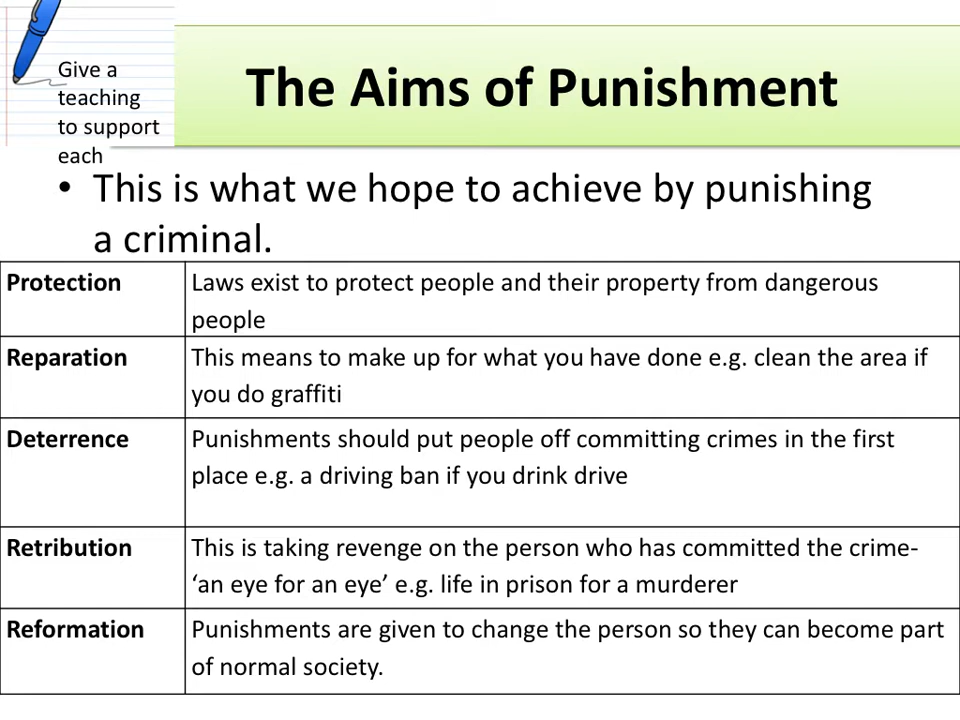 Give a
teaching
to support
each
The Aims of Punishment
• This is what we hope to achieve by punishing
a criminal.
Protection
Laws exist to protect people and their property from dangerous
people
Reparation
This means to make up for what you have done e.g. clean the area if
you do graffiti
Deterrence
Punishments should put people off committing crimes in the first
place e.g. a driving ban if you drink drive
Retribution
This is taking revenge on the person who has committed the crime-
‘an eye for an eye’ e.g. life in prison for a murderer
Reformation
Punishments are given to change the person so they can become part
of normal society.